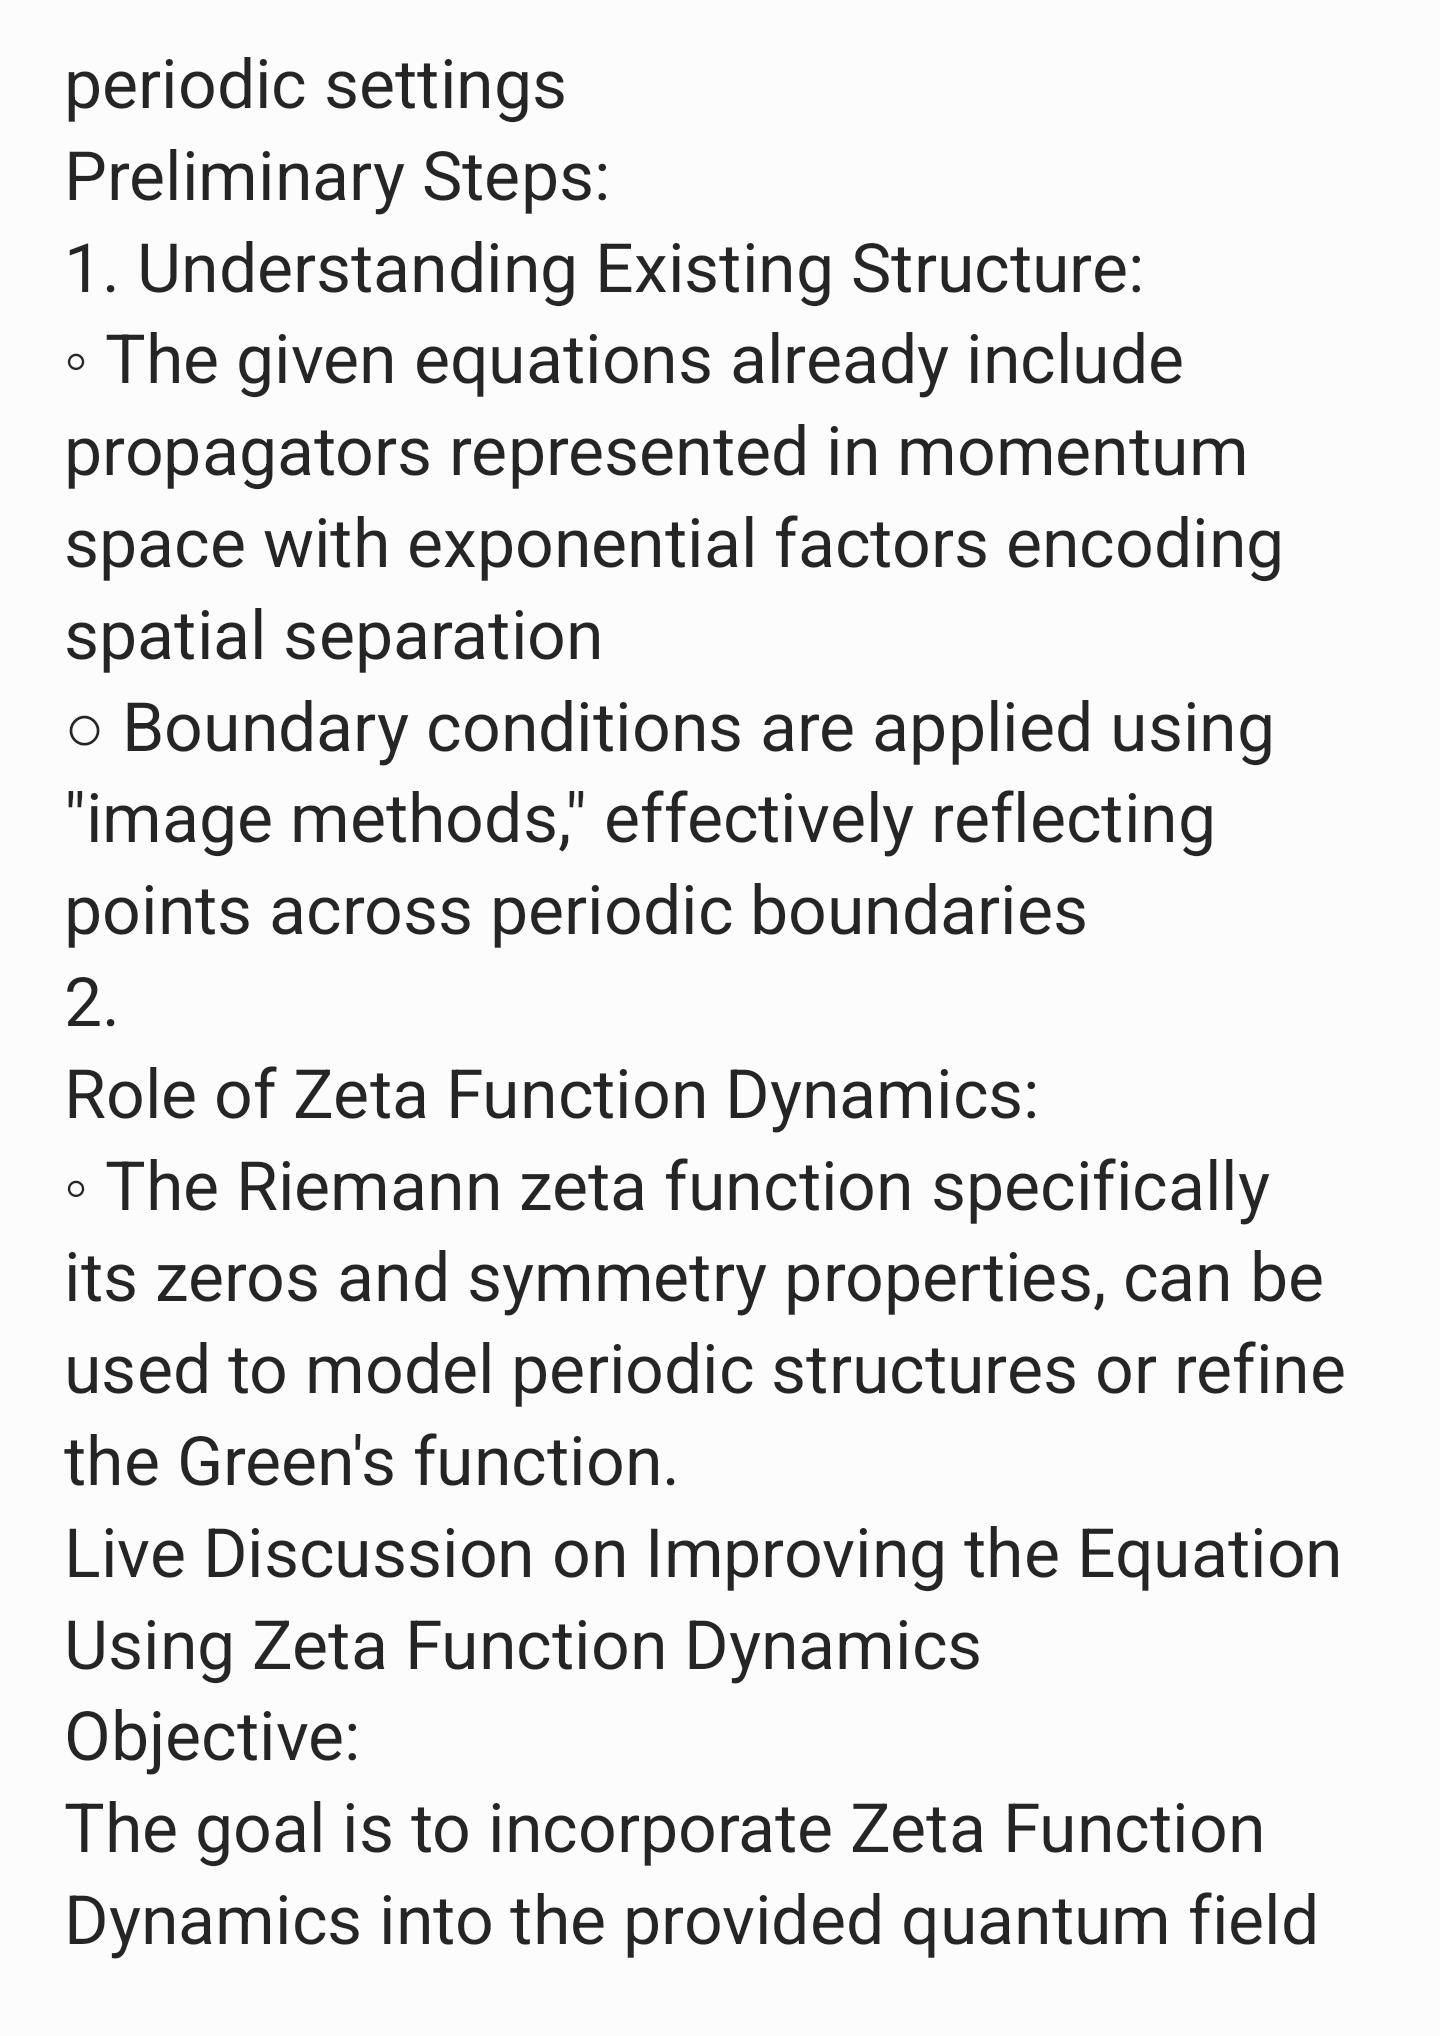 periodic settings
Preliminary Steps:
1. Understanding Existing Structure:
◦ The given equations already include
propagators represented in momentum
space with exponential factors encoding
spatial separation
○ Boundary conditions are applied using
"image methods," effectively reflecting
points across periodic boundaries
2.
Role of Zeta Function Dynamics:
◦ The Riemann zeta function specifically
its zeros and symmetry properties, can be
used to model periodic structures or refine
the Green's function.
Live Discussion on Improving the Equation
Using Zeta Function Dynamics
Objective:
The goal is to incorporate Zeta Function
Dynamics into the provided quantum field